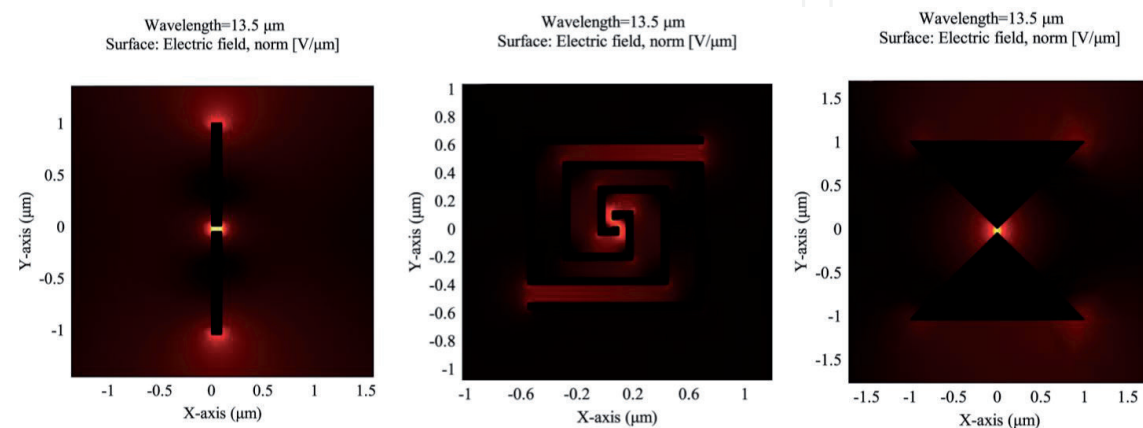 Wavelength=13.5 μm
Surface: Electric field, norm [V/μm]
Y-axis (μm)
1
0.5
0
-0.5
-1
-1 -0.5 0 0.5 1 1.5
X-axis (μm)
Wavelength=13.5 μm
Surface: Electric field, norm [V/μm]
Y-axis (μm)
1
0.8
0.6
0.4
0.2
0
-0.2
-0.4
-0.6
-0.8
-1
-1 -0.6 -0.2 0.2 0.6 1
X-axis (μm)
Wavelength=13.5 μm
Surface: Electric field, norm [V/μm]
Y-axis (μm)
1.5
1
0.5
0
-0.5
-1
-1.5
-1.5 -1 -0.5 0 0.5 1 1.5
X-axis (μm)